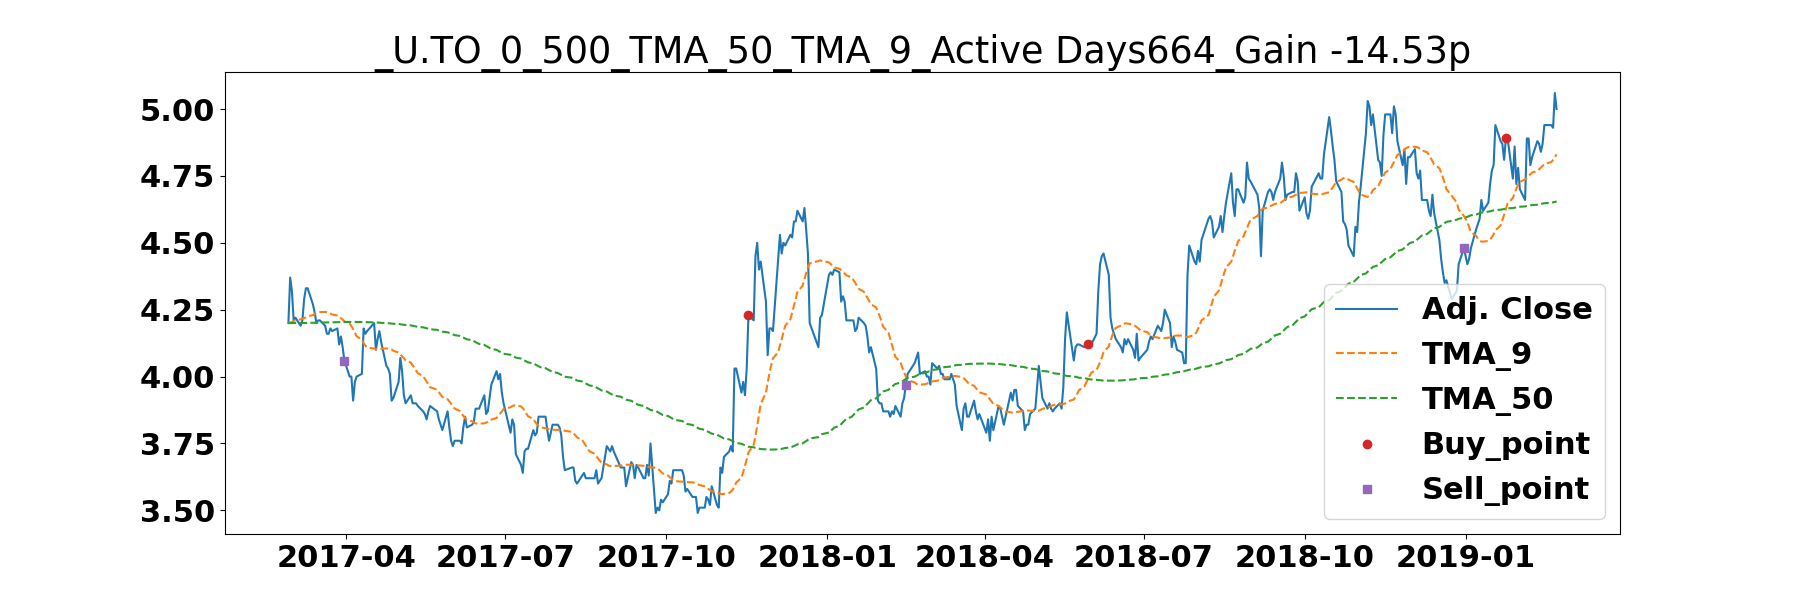 _U.TO_0_500_TMA_50_TMA_9_Active Days664_Gain -14.53p
5.00
4.75
4.50
4.25
4.00
3.75
3.50
Adj. Close
TMA_9
TMA_50
Buy_point
Sell_point
2017-04 2017-07 2017-10 2018-01 2018-04 2018-07 2018-10 2019-01